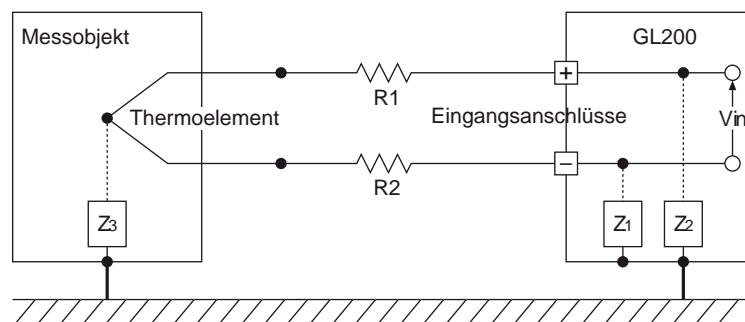 Messobjekt
GL200
R1
+
Thermoelement
Eingangsanschlüsse
Vin
−
R2
Z3
Z1
Z2